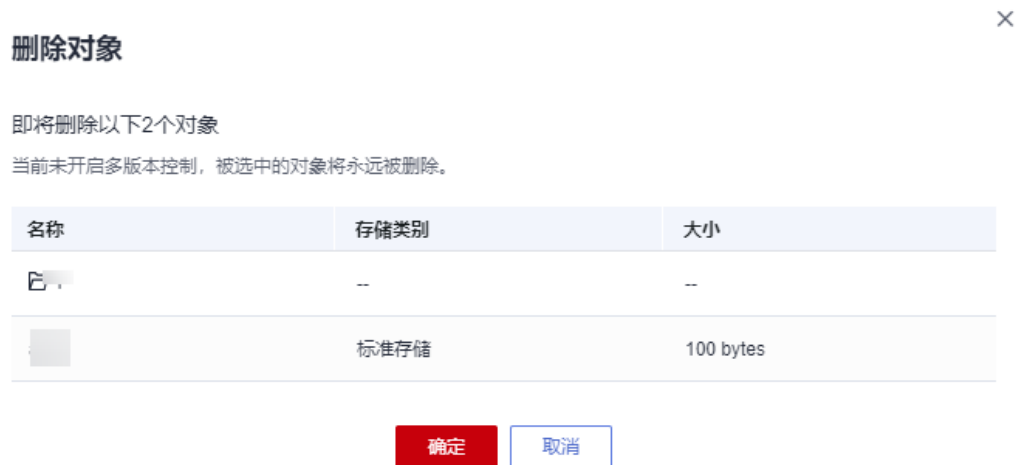 删除对象
即将删除以下2个对象
当前未开启多版本控制，被选中的对象将永远被删除。
名称 存储类别 大小
-- --
标准存储 100 bytes
确定 取消